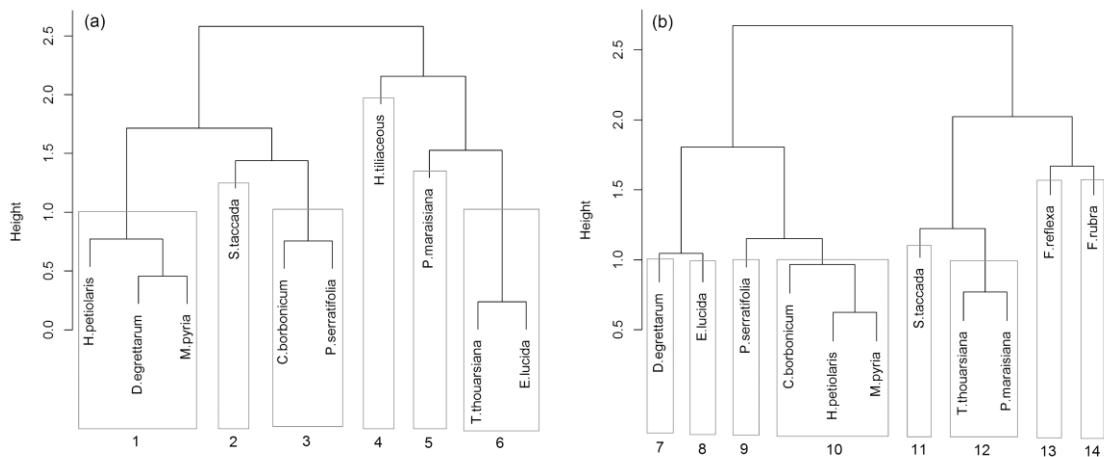 (a)
Height
2.5
2.0
1.5
1.0
0.5
0.0
H.petiolaris
D.egrettarum
M.pyria
S.taccada
C.borbonicum
P.serratifolia
H.tiliaceous
P.maraisiana
T.thouarsiana
E.lucida
1 2 3 4 5 6
(b)
Height
2.5
2.0
1.5
1.0
0.5
D.egrettarum
E.lucida
P.serratifolia
C.borbonicum
H.petiolaris
M.pyria
S.taccada
T.thouarsiana
P.maraisiana
F.reflexa
F.rubra
7 8 9 10 11 12 13 14